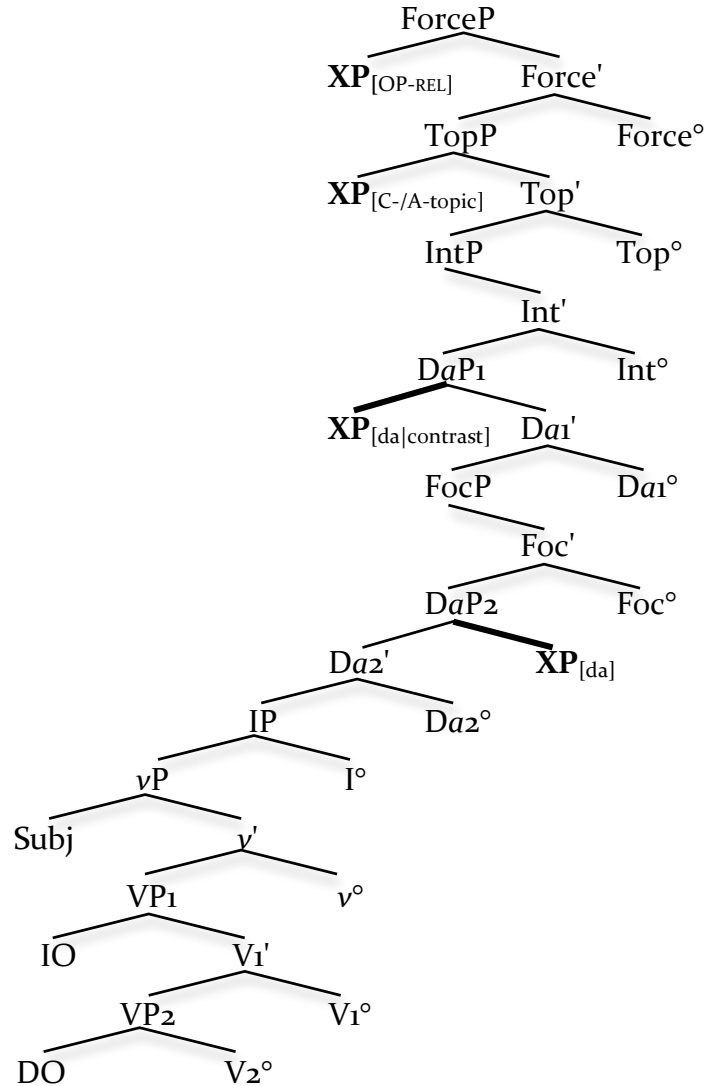 ForceP
XP[OP-REL] Force'
TopP Force°
XP[C-/A-topic] Top'
IntP Top°
Int'
DaP1 Int°
XP[da|contrast] Da1'
FocP Da1°
Foc'
DaP2 Foc°
Da2' XP[da]
IP Da2°
vP I°
Subj v'
VP1 v°
IO V1'
VP2 V1°
DO V2°